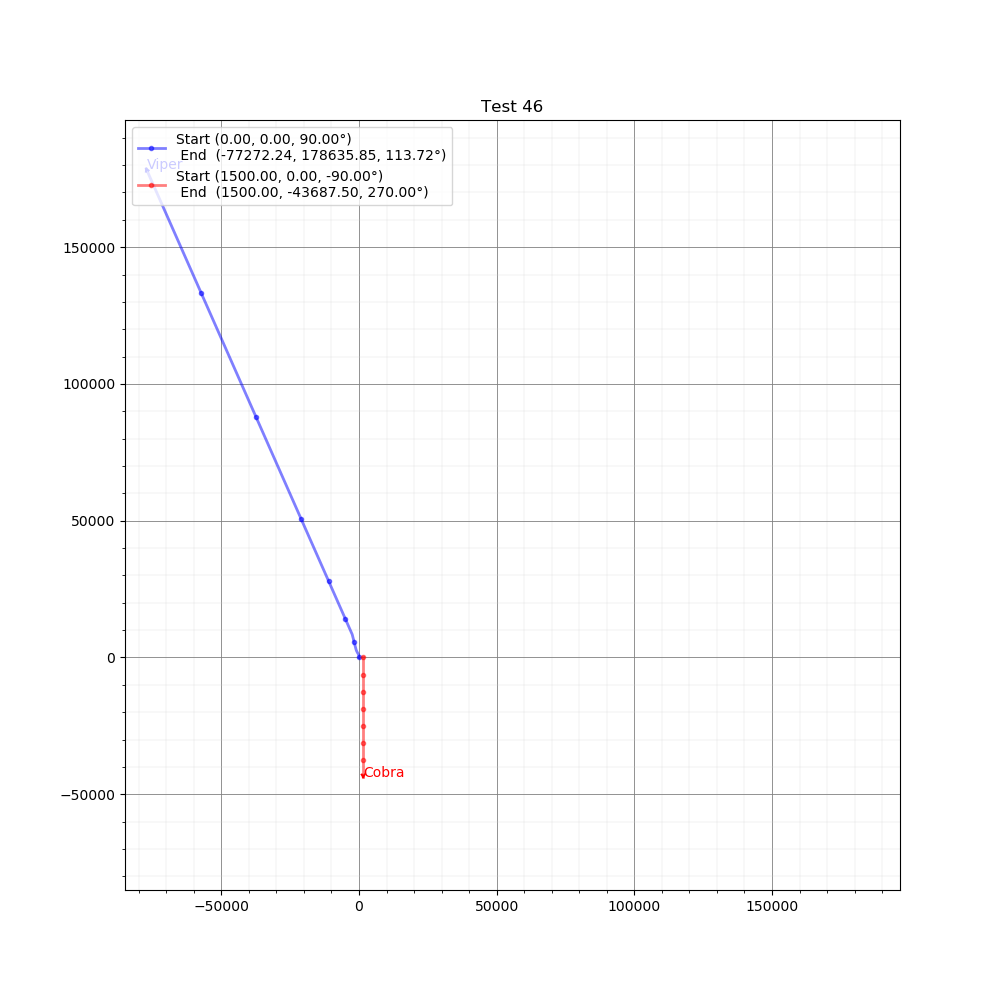 Test 46
Start (0.00, 0.00, 90.00°)
End (-77272.24, 178635.85, 113.72°)
Viper
Start (1500.00, 0.00, -90.00°)
End (1500.00, -43687.50, 270.00°)
150000
100000
50000
0
Cobra
−50000
−50000 0 50000 100000 150000